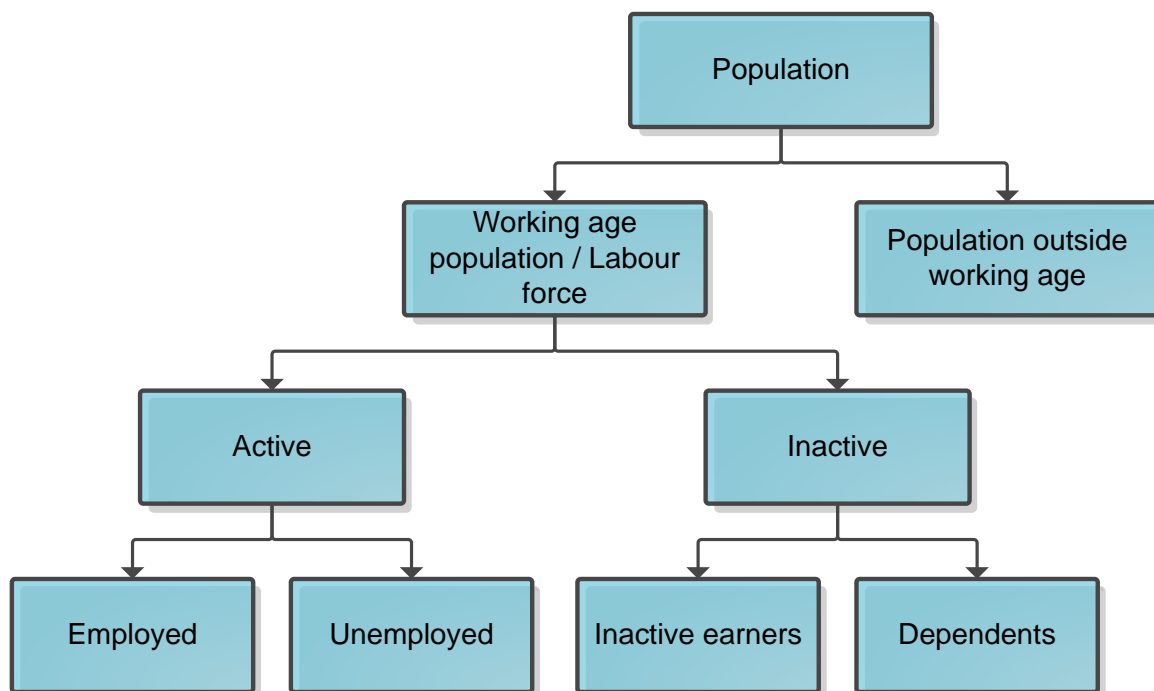 Population
Working age
population / Labour
force
Population outside
working age
Active
Inactive
Employed
Unemployed
Inactive earners
Dependents